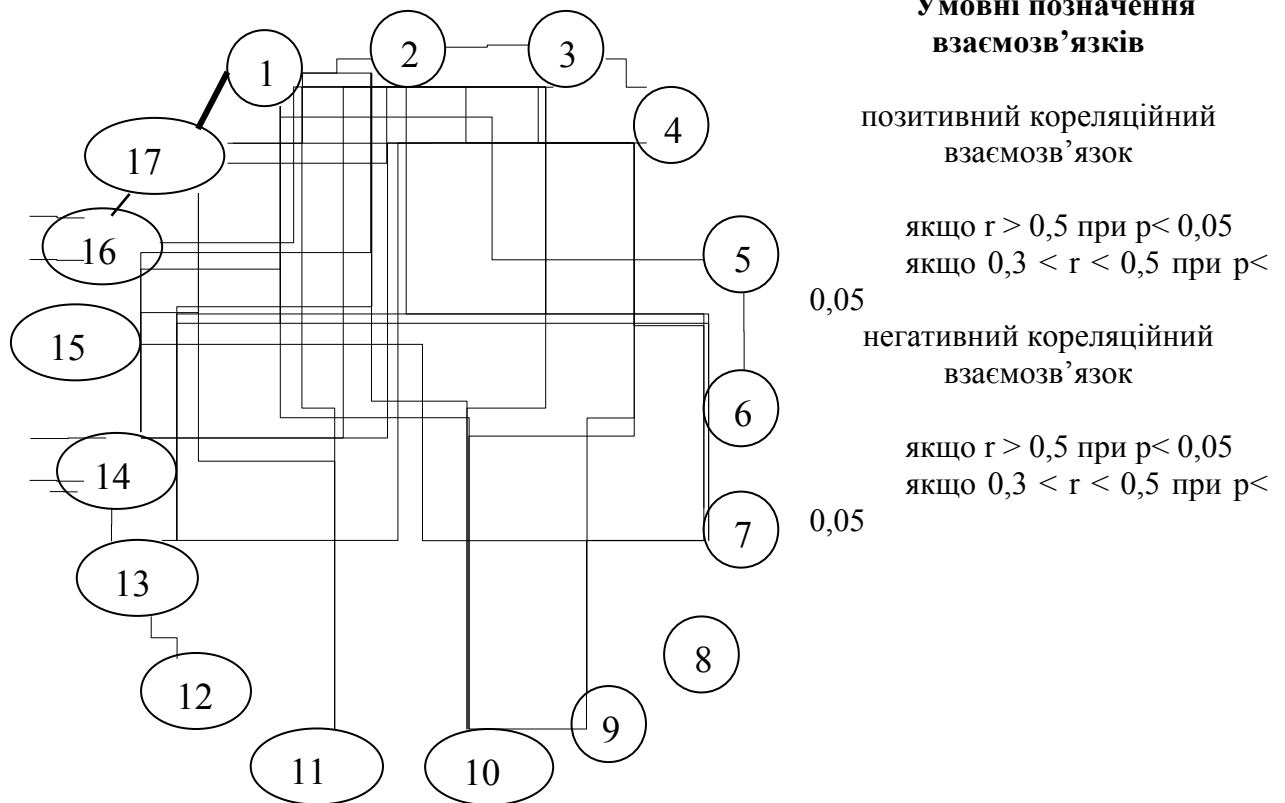 Умовні позначення
взаємозв’язків
позитивний кореляційний
взаємозв’язок
якщо r > 0,5 при p< 0,05
якщо 0,3 < r < 0,5 при p<
0,05
негативний кореляційний
взаємозв’язок
якщо r > 0,5 при p< 0,05
якщо 0,3 < r < 0,5 при p<
0,05
1
2
3
4
5
6
7
8
9
10
11
12
13
14
15
16
17